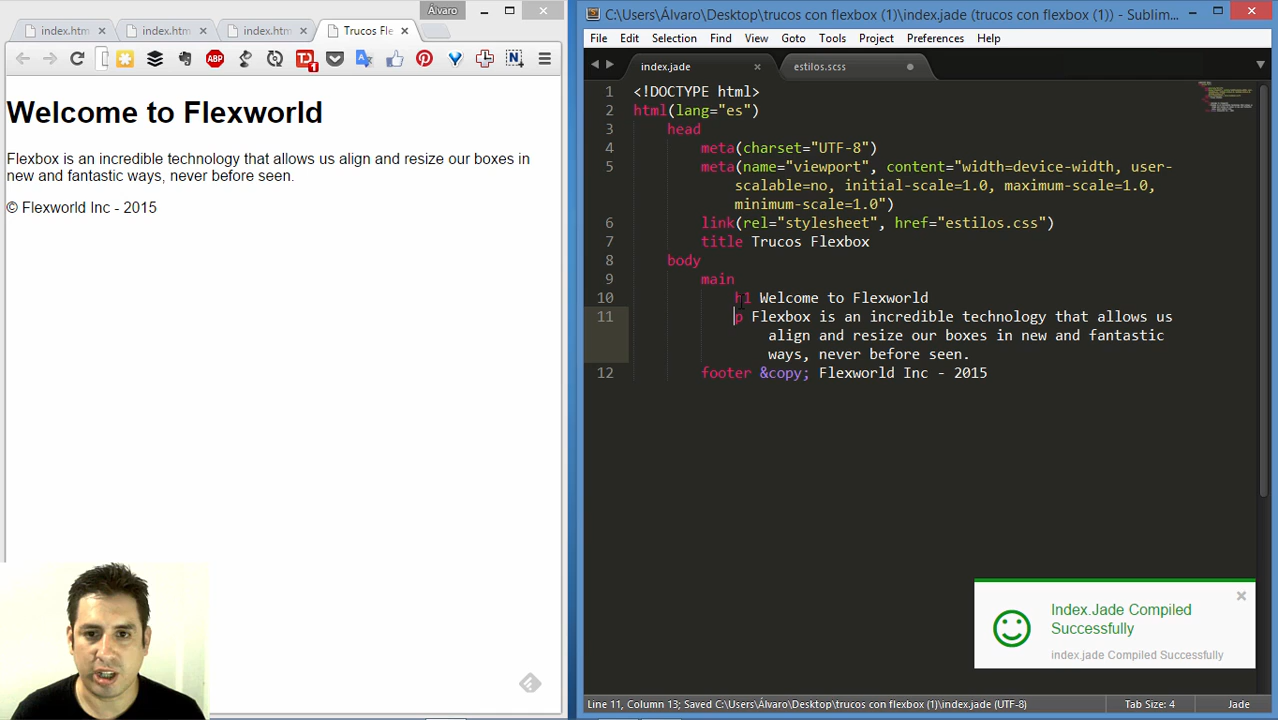 Álvaro
index.htm
index.htm
index.htm
Trucos Fle
ABP
TD
1
N
Welcome to Flexworld
Flexbox is an incredible technology that allows us align and resize our boxes in
new and fantastic ways, never before seen.
© Flexworld Inc - 2015
C:\Users\Álvaro\Desktop\trucos con flexbox (1)\index.jade (trucos con flexbox (1)) - Sublim...
File Edit Selection Find View Goto Tools Project Preferences Help
index.jade
estilos.scss
1 <!DOCTYPE html>
2 html(lang="es")
3 head
4 meta(charset="UTF-8")
5 meta(name="viewport", content="width=device-width, user-
scalable=no, initial-scale=1.0, maximum-scale=1.0,
minimum-scale=1.0")
6 link(rel="stylesheet", href="estilos.css")
7 title Trucos Flexbox
8 body
9 main
10 h1 Welcome to Flexworld
11 p Flexbox is an incredible technology that allows us
align and resize our boxes in new and fantastic
ways, never before seen.
12 footer &copy; Flexworld Inc - 2015
Index.Jade Compiled
Successfully
index.jade Compiled Successfully
Line 11, Column 13; Saved C:\Users\Álvaro\Desktop\trucos con flexbox (1)\index.jade (UTF-8)
Tab Size: 4
Jade